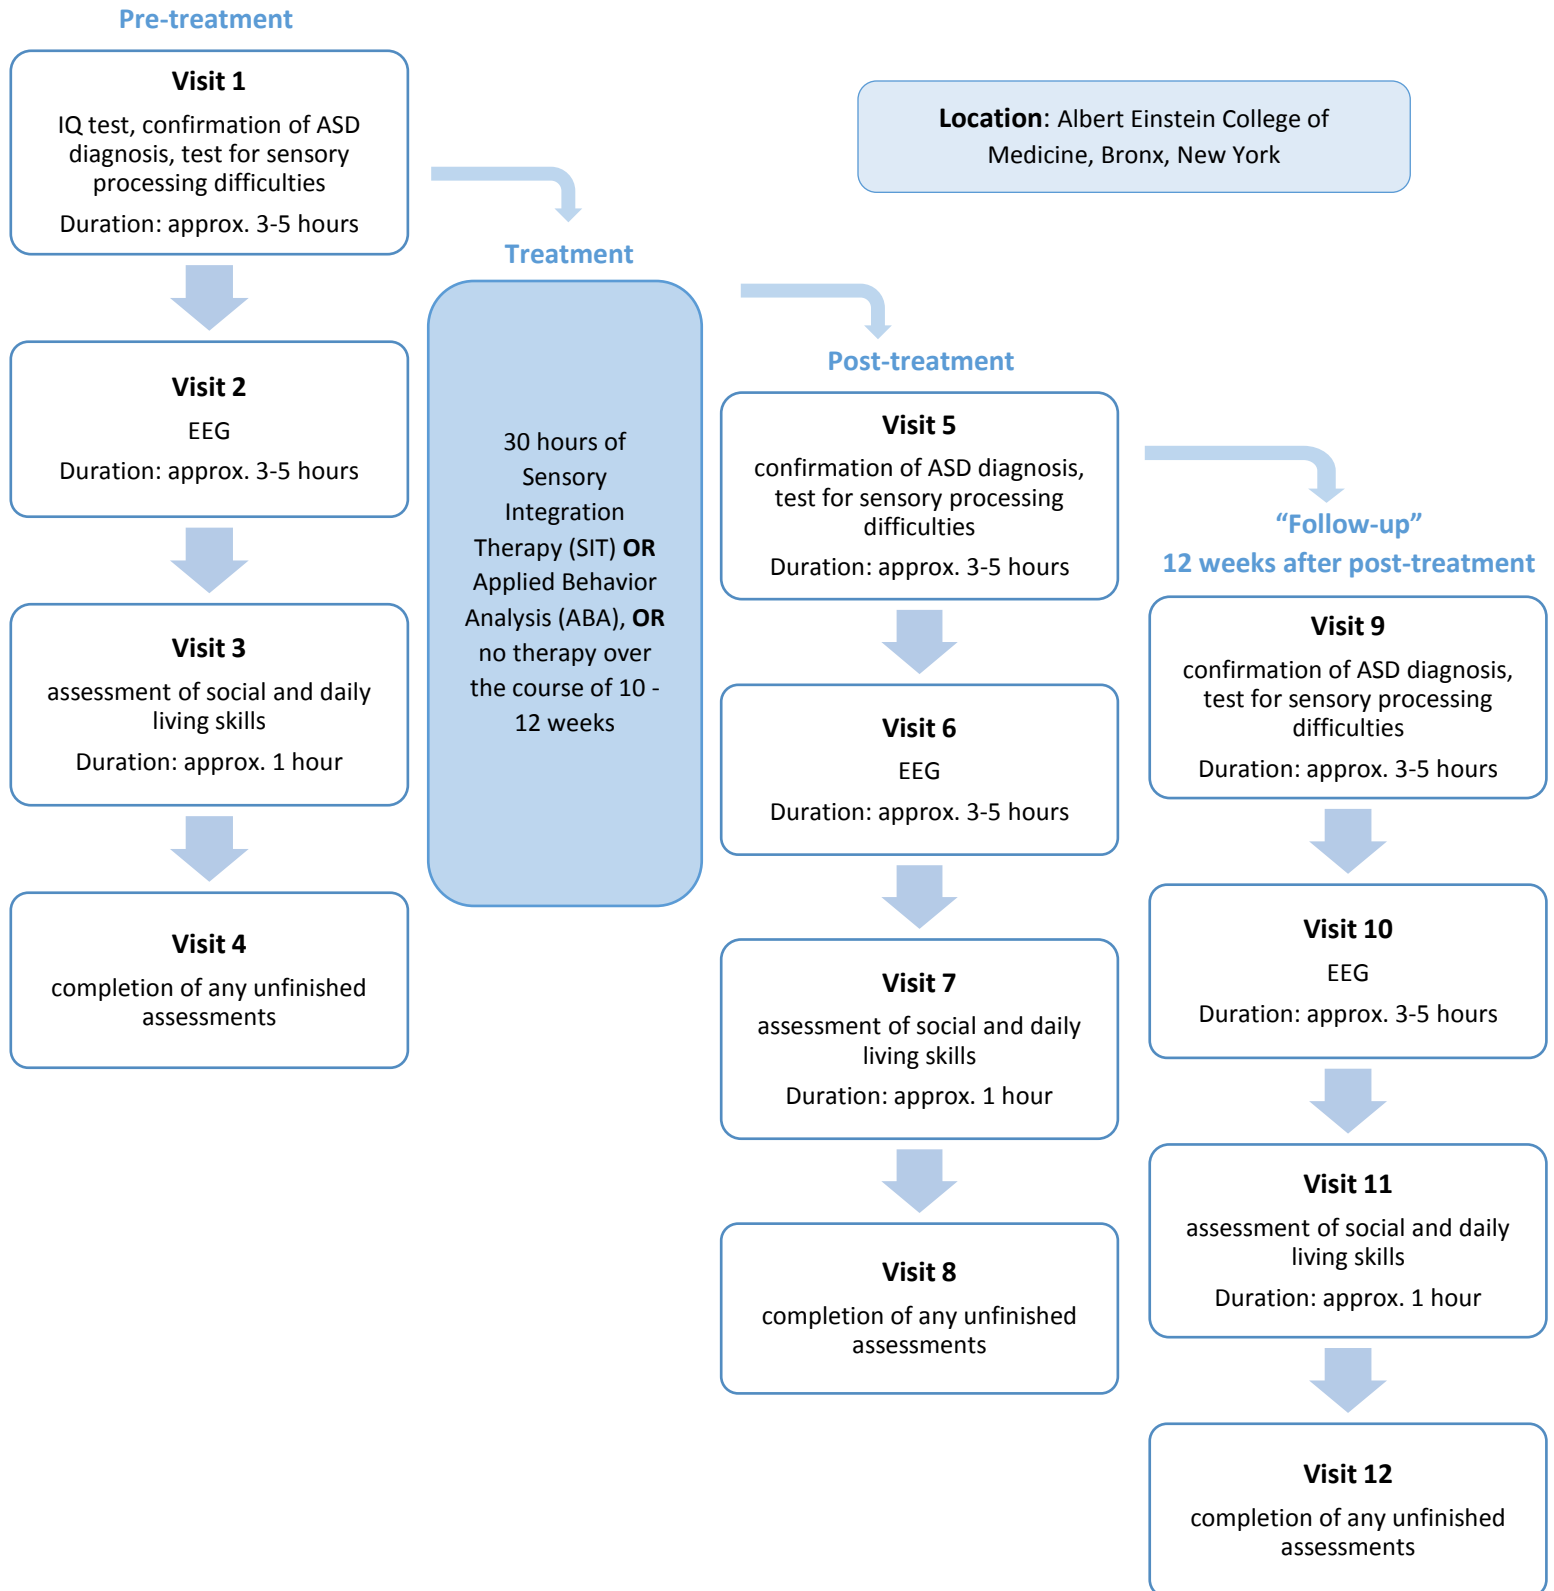 Pre-treatment
Visit 1
IQ test, confirmation of ASD
diagnosis, test for sensory
processing difficulties
Duration: approx. 3-5 hours
Visit 2
EEG
Duration: approx. 3-5 hours
Visit 3
assessment of social and daily
living skills
Duration: approx. 1 hour
Visit 4
completion of any unfinished
assessments
Location: Albert Einstein College of
Medicine, Bronx, New York
Treatment
30 hours of
Sensory
Integration
Therapy (SIT) OR
Applied Behavior
Analysis (ABA), OR
no therapy over
the course of 10 -
12 weeks
Post-treatment
Visit 5
confirmation of ASD diagnosis,
test for sensory processing
difficulties
Duration: approx. 3-5 hours
Visit 6
EEG
Duration: approx. 3-5 hours
Visit 7
assessment of social and daily
living skills
Duration: approx. 1 hour
Visit 8
completion of any unfinished
assessments
“Follow-up”
12 weeks after post-treatment
Visit 9
confirmation of ASD diagnosis,
test for sensory processing
difficulties
Duration: approx. 3-5 hours
Visit 10
EEG
Duration: approx. 3-5 hours
Visit 11
assessment of social and daily
living skills
Duration: approx. 1 hour
Visit 12
completion of any unfinished
assessments